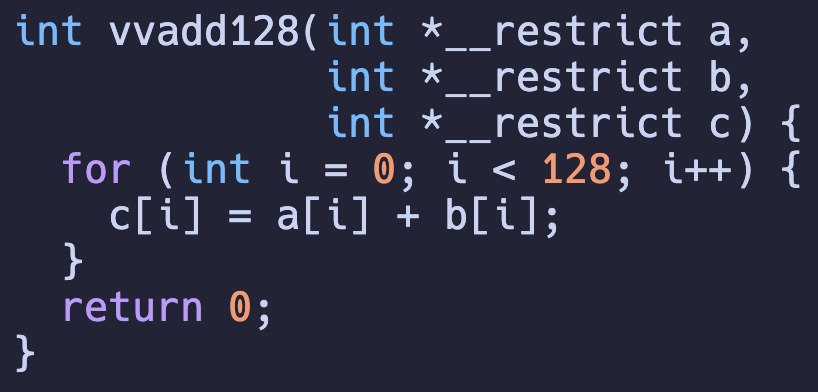 int vvadd128(int *__restrict a,
             int *__restrict b,
             int *__restrict c) {
  for (int i = 0; i < 128; i++) {
    c[i] = a[i] + b[i];
  }
  return 0;
}